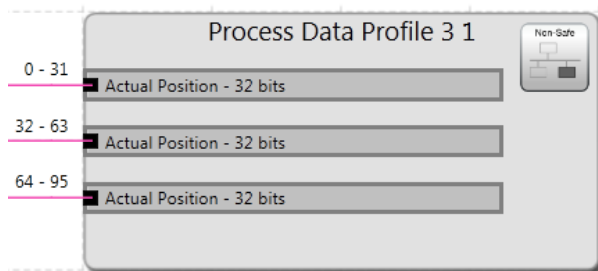 Process Data Profile 3 1
Non-Safe
0 - 31
Actual Position - 32 bits
32 - 63
Actual Position - 32 bits
64 - 95
Actual Position - 32 bits